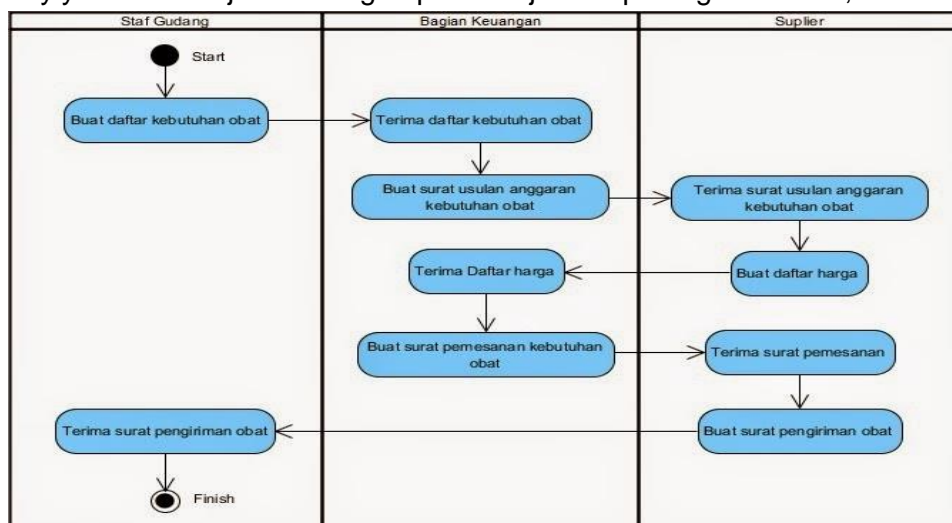 Staf Gudang
Bagian Keuangan
Suplier
Start
Buat daftar kebutuhan obat
Terima daftar kebutuhan obat
Buat surat usulan anggaran
kebutuhan obat
Terima surat usulan anggaran
kebutuhan obat
Terima Daftar harga
Buat daftar harga
Buat surat pemesanan kebutuhan
obat
Terima surat pemesanan
Terima surat pengiriman obat
Buat surat pengiriman obat
Finish